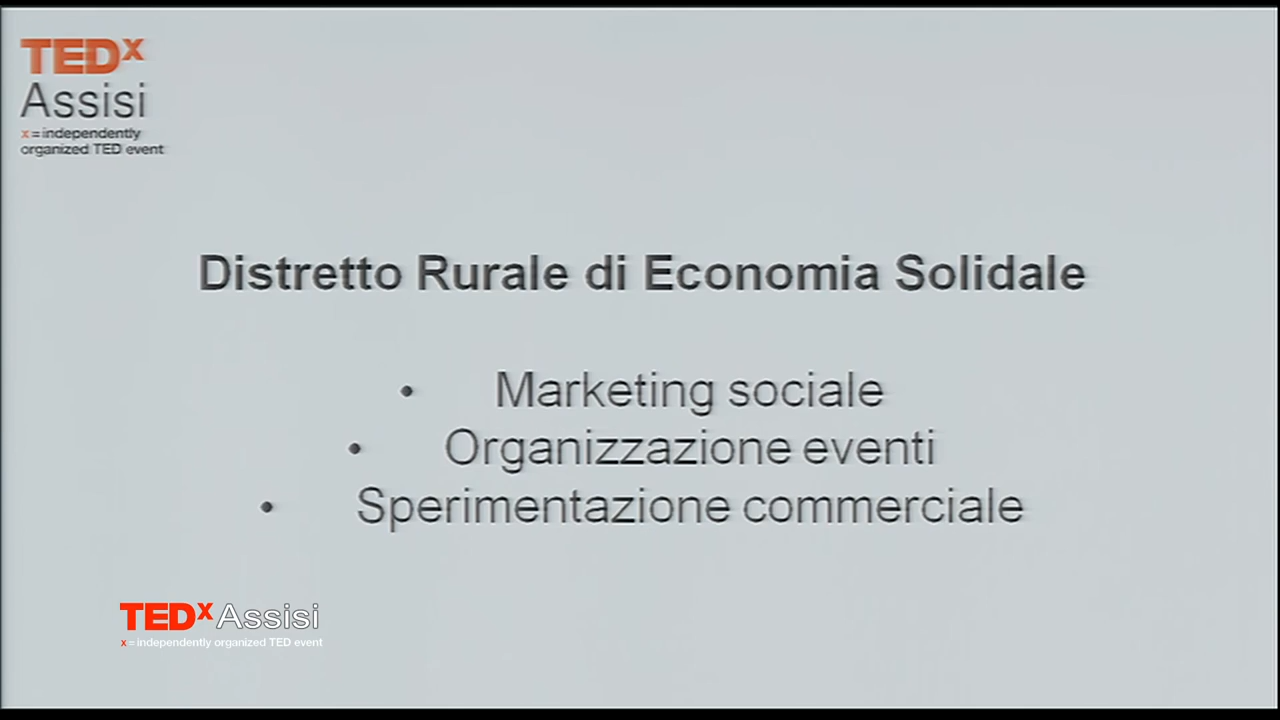 TEDx
Assisi
x = independently
organized TED event
Distretto Rurale di Economia Solidale
• Marketing sociale
• Organizzazione eventi
• Sperimentazione commerciale
TEDx Assisi
x = independently organized TED event